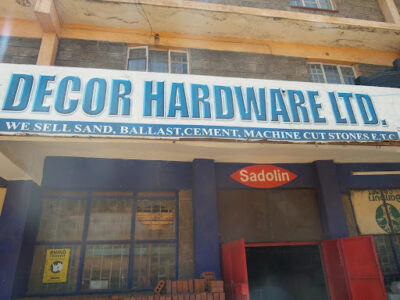 DECOR HARDWARE LTD.
WE SELL SAND, BALLAST,CEMENT, MACHINE CUT STONES E.T.C
Sadolin